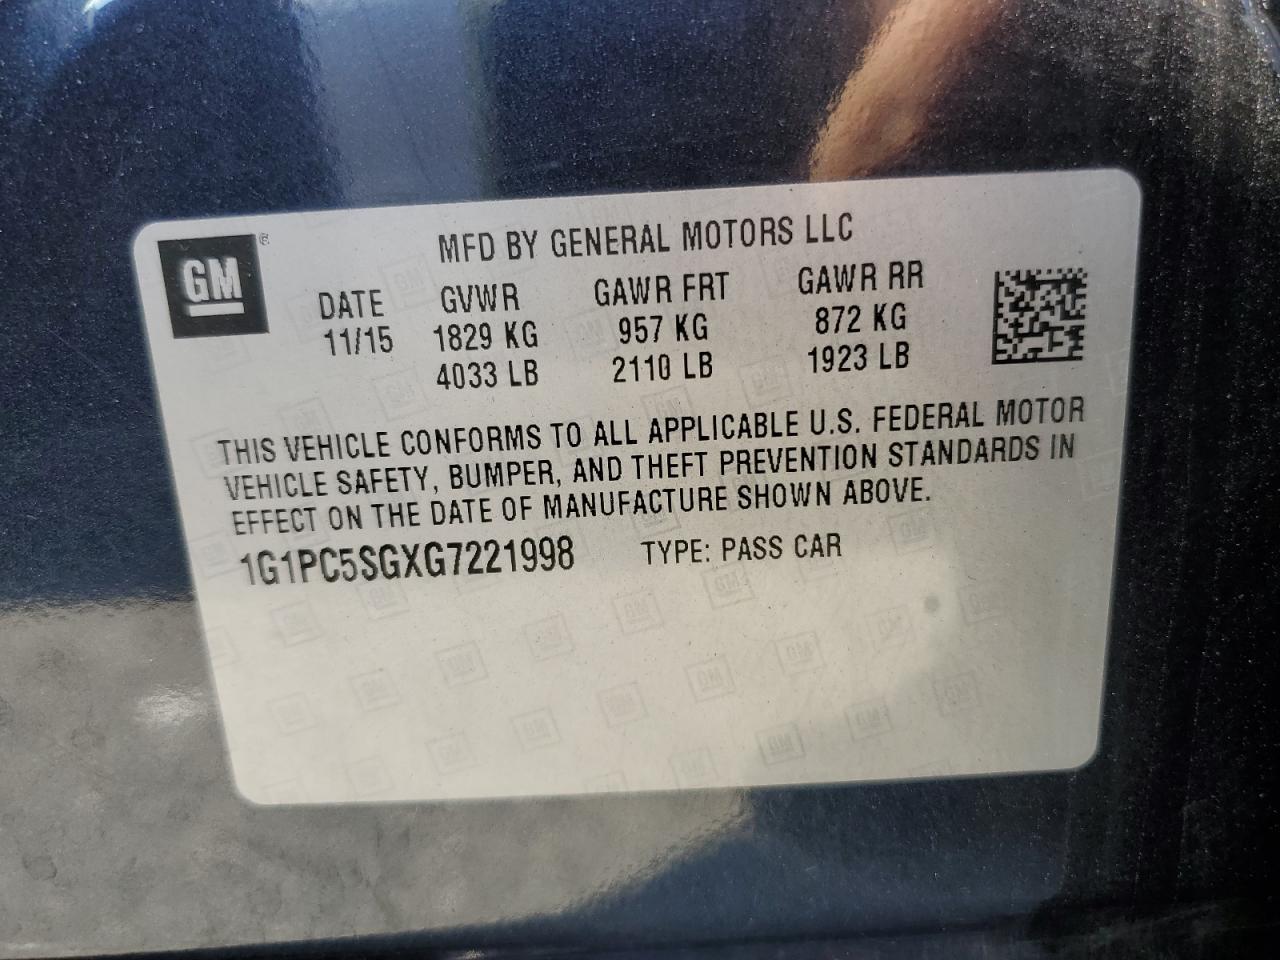 GM ®
MFD BY GENERAL MOTORS LLC
DATE GVWR GAWR FRT GAWR RR
11/15 1829 KG 957 KG 872 KG
4033 LB 2110 LB 1923 LB
THIS VEHICLE CONFORMS TO ALL APPLICABLE U.S. FEDERAL MOTOR
VEHICLE SAFETY, BUMPER, AND THEFT PREVENTION STANDARDS IN
EFFECT ON THE DATE OF MANUFACTURE SHOWN ABOVE.
1G1PC5SGXG7221998 TYPE: PASS CAR